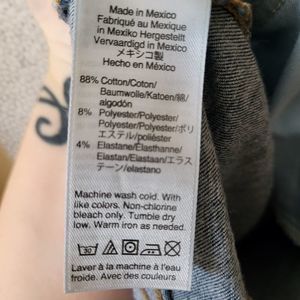 Made in Mexico
Fabriqué au Mexique
in Mexiko Hergestellt
Vervaardigd in Mexico
メキシコ製
Hecho en México
88% Cotton/Coton/
Baumwolle/Katoen/綿/
algodón
8% Polyester/Polyester/
Polyester/Polyester/ポリ
エステル/poliéster
4% Elastane/Élasthanne/
Elastan/Elastaan/エラス
テーン/elastano
Machine wash cold. With
like colors. Non-chlorine
bleach only. Tumble dry
low. Warm iron as needed.
30
Laver à la machine à l'eau
froide. Avec des couleurs